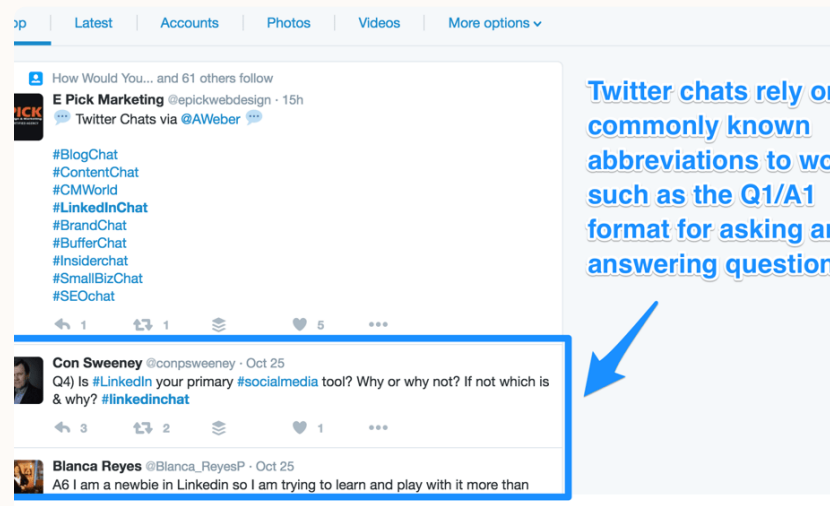 op Latest Accounts Photos Videos More options
How Would You... and 61 others follow
E Pick Marketing @epickwebdesign · 15h
Twitter Chats via @AWeber
#BlogChat
#ContentChat
#CMWorld
#LinkedInChat
#BrandChat
#BufferChat
#Insiderchat
#SmallBizChat
#SEOchat
1 1 5
Con Sweeney @conpsweeney · Oct 25
Q4) Is #LinkedIn your primary #socialmedia tool? Why or why not? If not which is
& why? #linkedinchat
3 2 1
Blanca Reyes @Blanca_ReyesP · Oct 25
A6 I am a newbie in Linkedin so I am trying to learn and play with it more than
Twitter chats rely o
commonly known
abbreviations to wo
such as the Q1/A1
format for asking a
answering question